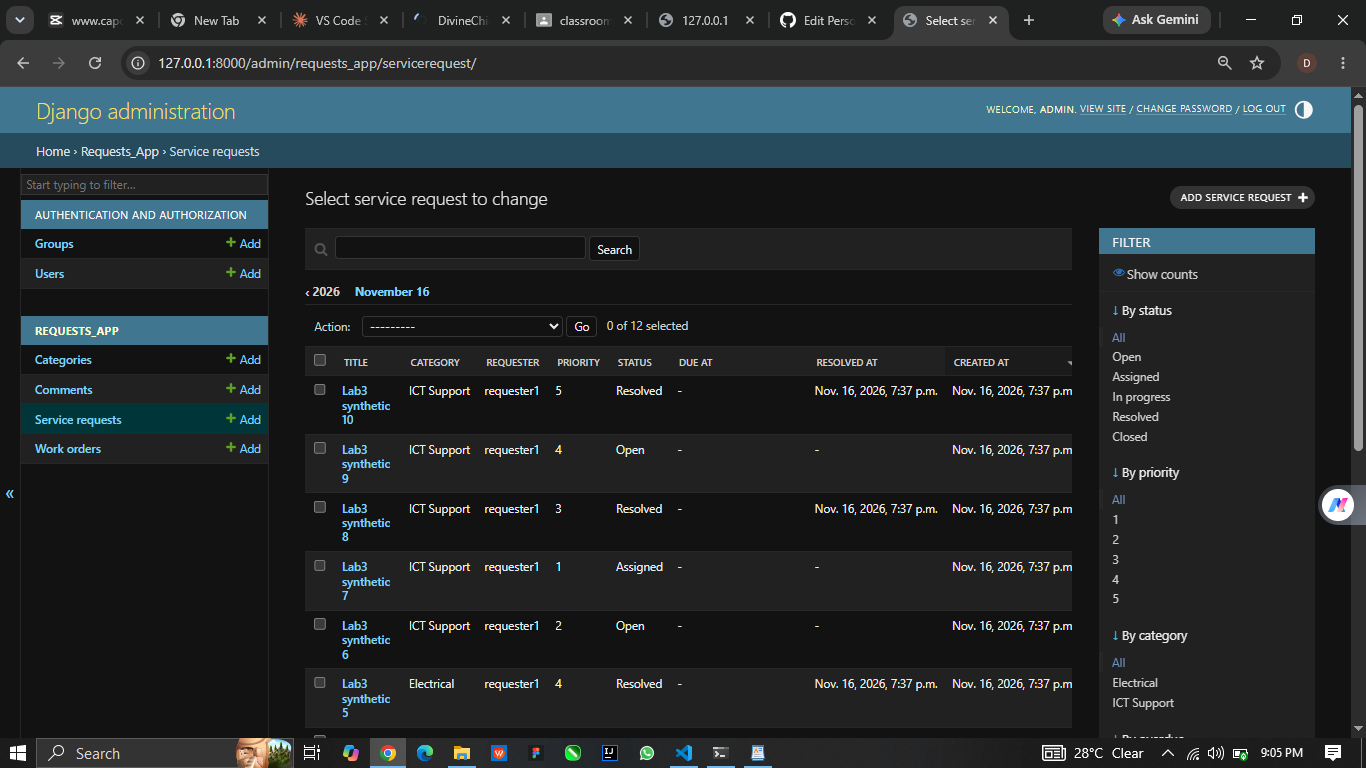 www.capc
New Tab
VS Code S
DivineChi
classroom
127.0.0.1
Edit Perso
Select ser
Ask Gemini
127.0.0.1:8000/admin/requests_app/servicerequest/
D
Django administration
WELCOME, ADMIN. VIEW SITE / CHANGE PASSWORD / LOG OUT
Home › Requests_App › Service requests
Start typing to filter...
AUTHENTICATION AND AUTHORIZATION
Groups + Add
Users + Add
REQUESTS_APP
Categories + Add
Comments + Add
Service requests + Add
Work orders + Add
«
Select service request to change
ADD SERVICE REQUEST +
Search
‹ 2026 November 16
Action: --------- Go 0 of 12 selected
TITLE CATEGORY REQUESTER PRIORITY STATUS DUE AT RESOLVED AT CREATED AT
Lab3 synthetic 10 ICT Support requester1 5 Resolved - Nov. 16, 2026, 7:37 p.m. Nov. 16, 2026, 7:37 p.m
Lab3 synthetic 9 ICT Support requester1 4 Open - - Nov. 16, 2026, 7:37 p.m
Lab3 synthetic 8 ICT Support requester1 3 Resolved - Nov. 16, 2026, 7:37 p.m. Nov. 16, 2026, 7:37 p.m
Lab3 synthetic 7 ICT Support requester1 1 Assigned - - Nov. 16, 2026, 7:37 p.m
Lab3 synthetic 6 ICT Support requester1 2 Open - - Nov. 16, 2026, 7:37 p.m
Lab3 synthetic 5 Electrical requester1 4 Resolved - Nov. 16, 2026, 7:37 p.m. Nov. 16, 2026, 7:37 p.m
FILTER
Show counts
↓ By status
All
Open
Assigned
In progress
Resolved
Closed
↓ By priority
All
1
2
3
4
5
↓ By category
All
Electrical
ICT Support
Search
28°C Clear
9:05 PM